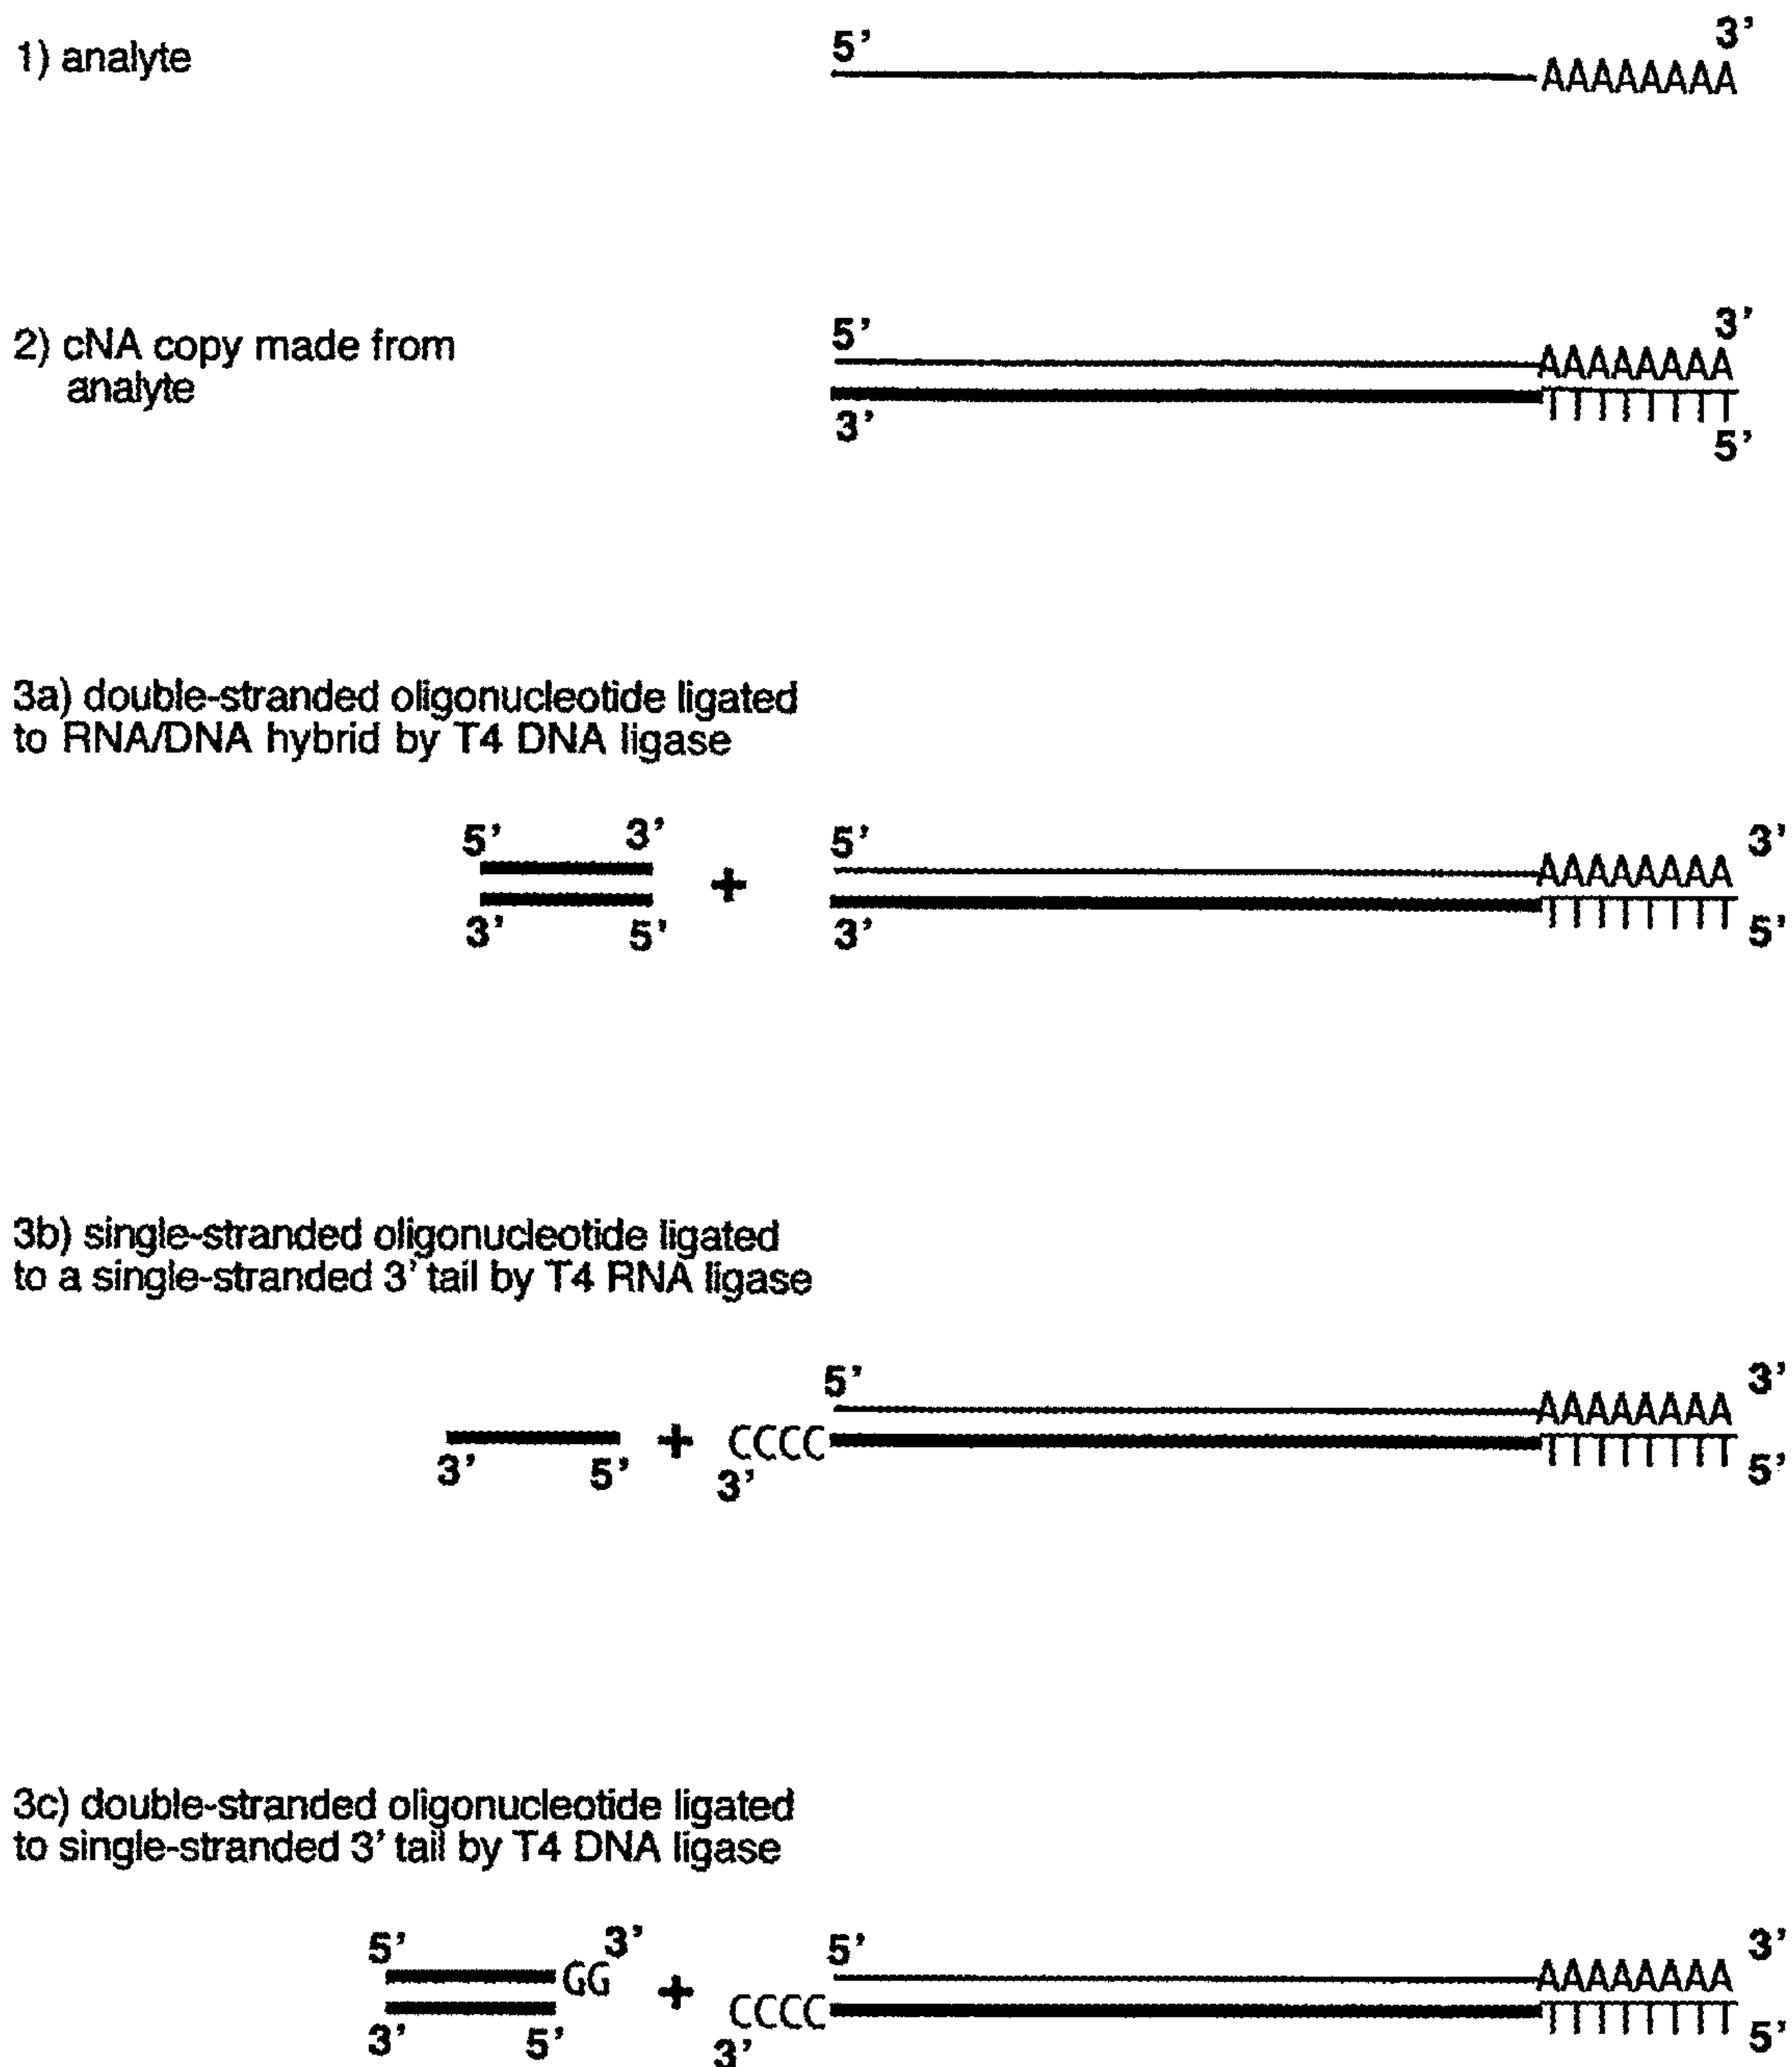 1) analyte
5’ 3’
AAAAAAAA
2) cNA copy made from
analyte
5’ 3’
AAAAAAAA
TTTTTTTT
3’ 5’
3a) double-stranded oligonucleotide ligated
to RNA/DNA hybrid by T4 DNA ligase
5’ 3’ 5’ 3’
+ AAAAAAAA
TTTTTTTT
3’ 5’ 3’ 5’
3b) single-stranded oligonucleotide ligated
to a single-stranded 3’ tail by T4 RNA ligase
5’ 3’
AAAAAAAA
+ CCCC TTTTTTTT
3’ 5’ 3’ 5’
3c) double-stranded oligonucleotide ligated
to single-stranded 3’ tail by T4 DNA ligase
5’ 3’ 5’ 3’
GG + AAAAAAAA
CCCC TTTTTTTT
3’ 5’ 3’ 5’